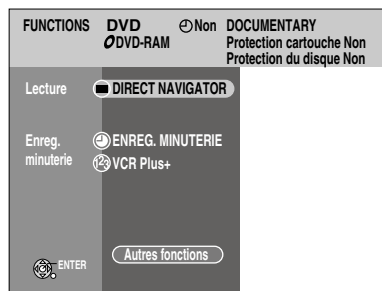 FUNCTIONS DVD Non DOCUMENTARY
DVD-RAM Protection cartouche Non
Protection du disque Non
Lecture DIRECT NAVIGATOR
Enreg. minuterie ENREG. MINUTERIE
123 VCR Plus+
ENTER
Autres fonctions